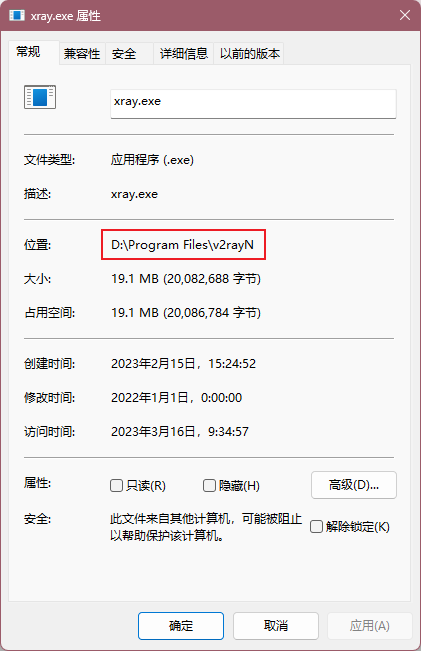 xray.exe 属性
常规 兼容性 安全 详细信息 以前的版本
xray.exe
文件类型: 应用程序 (.exe)
描述: xray.exe
位置: D:\Program Files\v2rayN
大小: 19.1 MB (20,082,688 字节)
占用空间: 19.1 MB (20,086,784 字节)
创建时间: 2023年2月15日，15:24:52
修改时间: 2022年1月1日，0:00:00
访问时间: 2023年3月16日，9:34:57
属性: 只读(R) 隐藏(H) 高级(D)...
安全: 此文件来自其他计算机，可能被阻止
以帮助保护该计算机。 解除锁定(K)
确定 取消 应用(A)